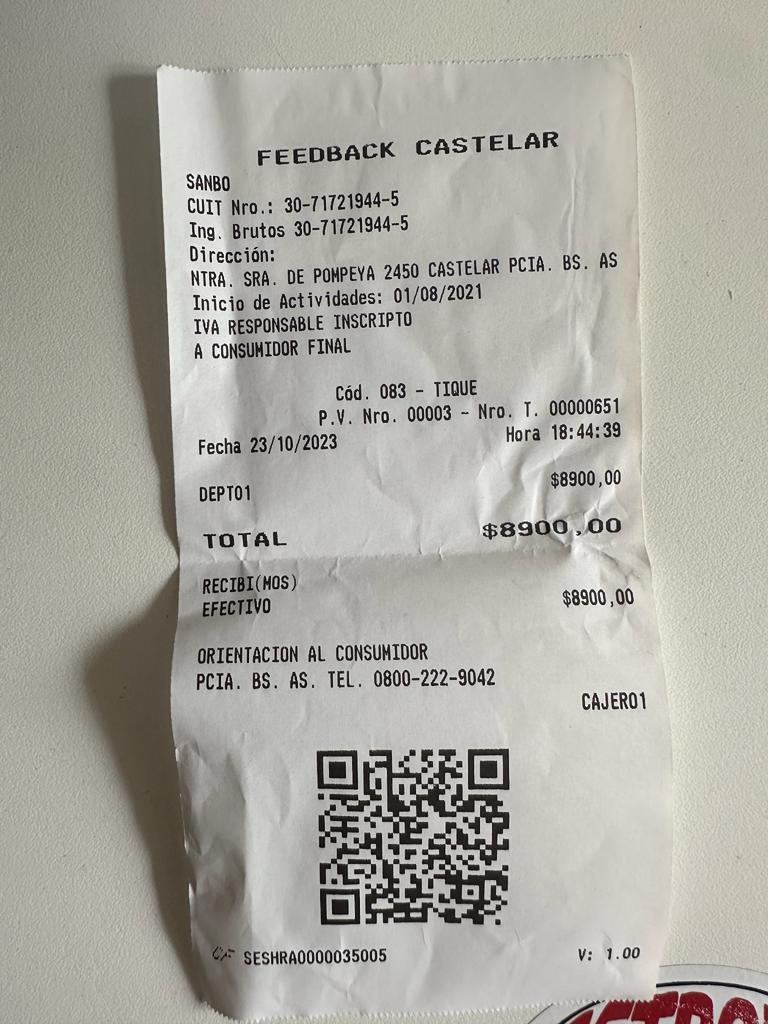 FEEDBACK CASTELAR
SANBO
CUIT Nro.: 30-71721944-5
Ing. Brutos 30-71721944-5
Dirección:
NTRA. SRA. DE POMPEYA 2450 CASTELAR PCIA. BS. AS
Inicio de Actividades: 01/08/2021
IVA RESPONSABLE INSCRIPTO
A CONSUMIDOR FINAL
Cód. 083 - TIQUE
P.V. Nro. 00003 - Nro. T. 00000651
Fecha 23/10/2023 Hora 18:44:39
DEPTO1 $8900,00
TOTAL $8900,00
RECIBI(MOS)
EFECTIVO $8900,00
ORIENTACION AL CONSUMIDOR
PCIA. BS. AS. TEL. 0800-222-9042
CAJERO1
CF SESHRA0000035005 V: 1.00